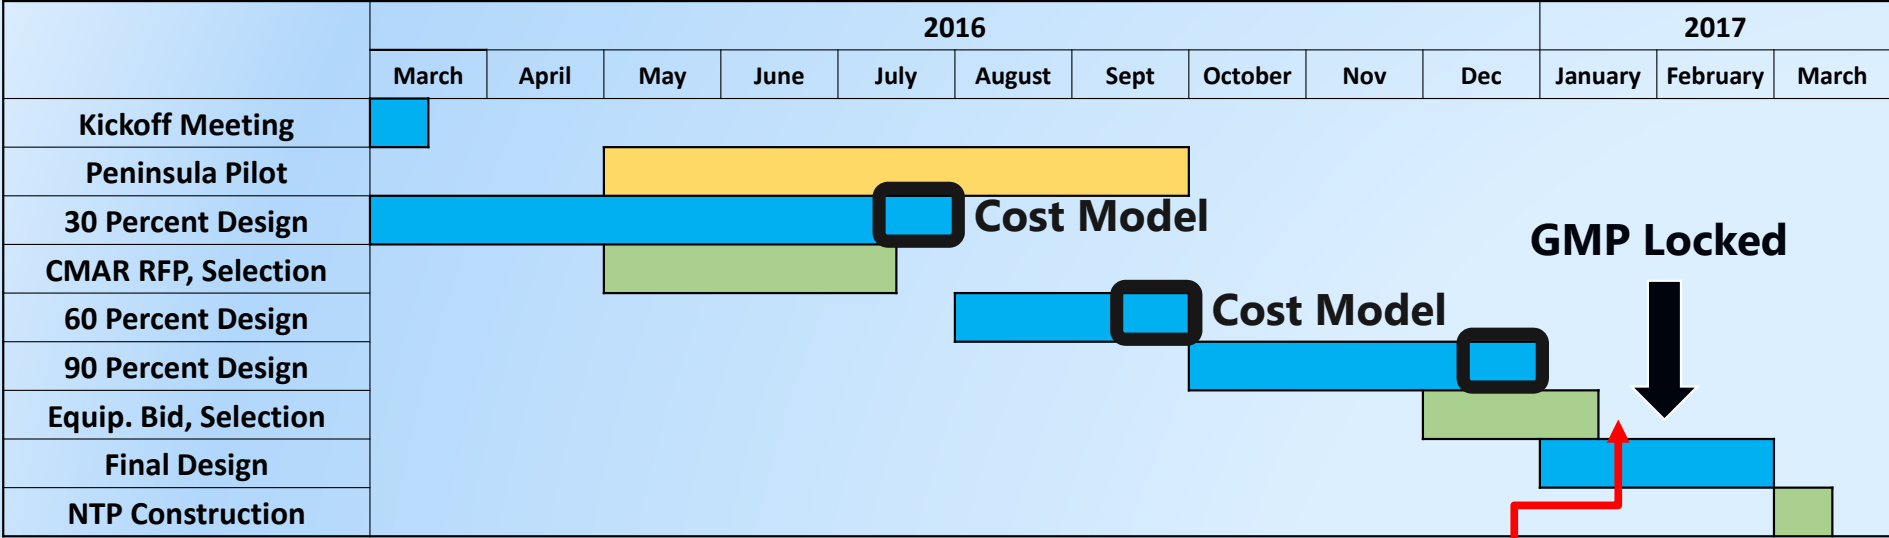 2016 2017
March April May June July August Sept October Nov Dec January February March
Kickoff Meeting
Peninsula Pilot
30 Percent Design Cost Model
GMP Locked
CMAR RFP, Selection
60 Percent Design Cost Model
90 Percent Design
Equip. Bid, Selection
Final Design
NTP Construction